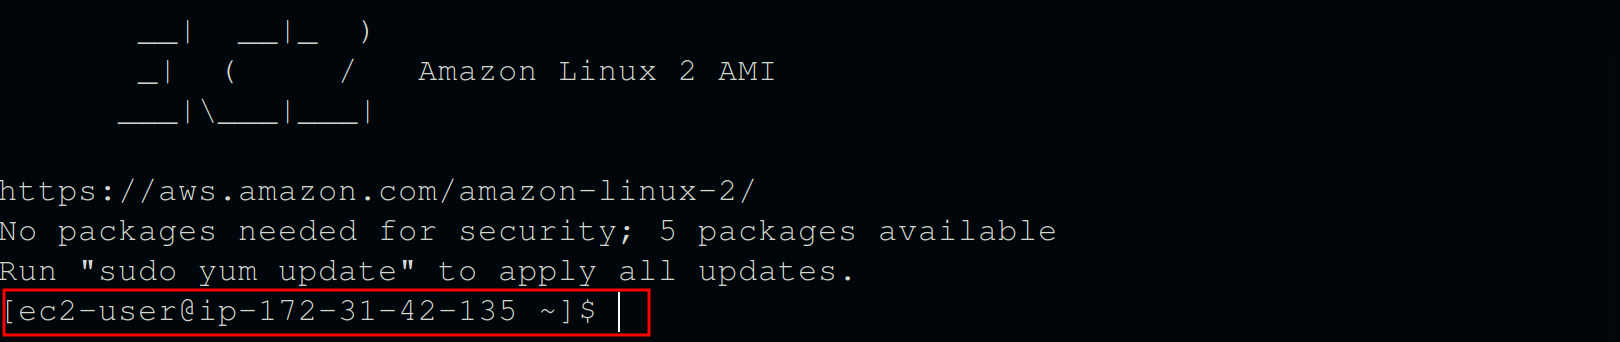 __|  __|_  )
       _|  (     /   Amazon Linux 2 AMI
      ___|\___|___|
https://aws.amazon.com/amazon-linux-2/
No packages needed for security; 5 packages available
Run "sudo yum update" to apply all updates.
[ec2-user@ip-172-31-42-135 ~]$